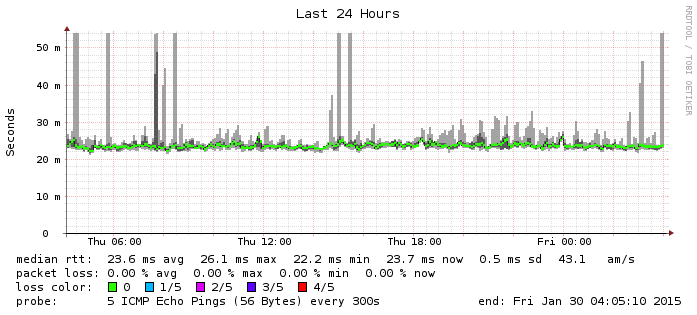 Last 24 Hours
RRDTOOL / TOBI OETIKER
Seconds
50 m
40 m
30 m
20 m
10 m
0
Thu 06:00 Thu 12:00 Thu 18:00 Fri 00:00
median rtt: 23.6 ms avg 26.1 ms max 22.2 ms min 23.7 ms now 0.5 ms sd 43.1 am/s
packet loss: 0.00 % avg 0.00 % max 0.00 % min 0.00 % now
loss color: 0 1/5 2/5 3/5 4/5
probe: 5 ICMP Echo Pings (56 Bytes) every 300s end: Fri Jan 30 04:05:10 2015